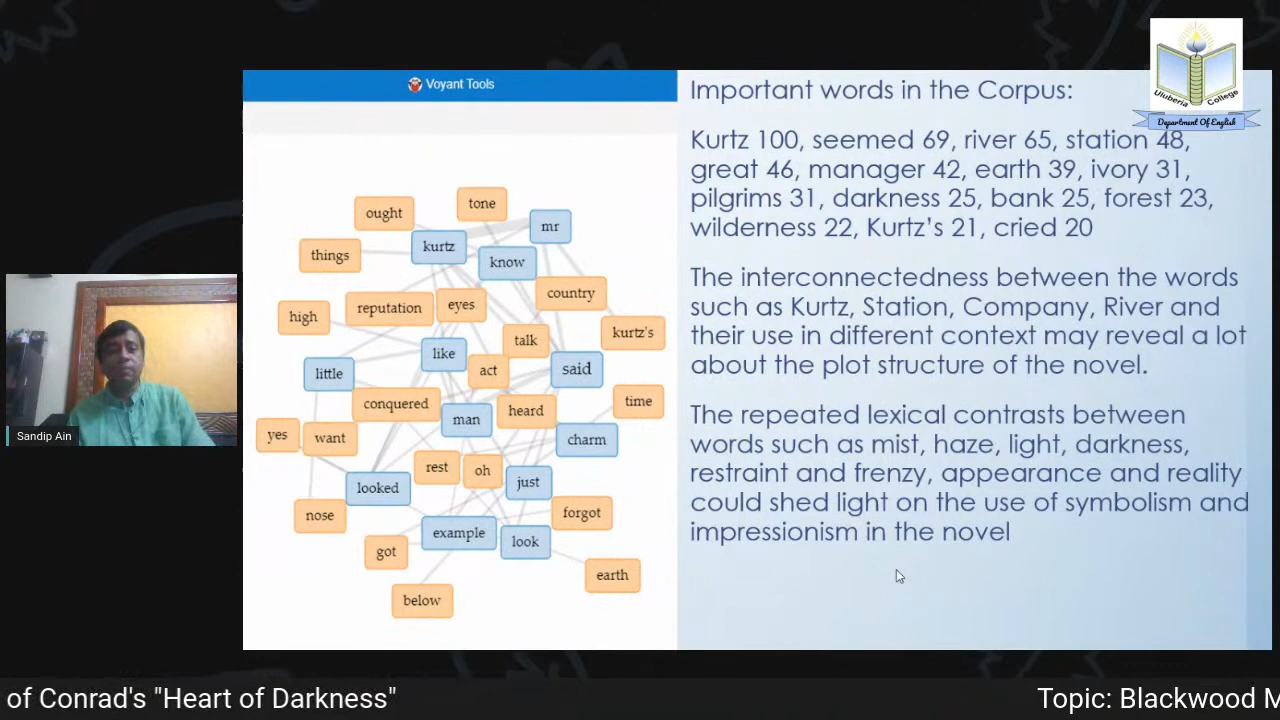 Voyant Tools
ought
tone
mr
things
kurtz
know
high
reputation
eyes
country
kurtz's
little
like
talk
act
said
conquered
man
heard
time
yes
want
charm
looked
rest
oh
just
nose
forgot
got
example
look
earth
below
Important words in the Corpus:
Kurtz 100, seemed 69, river 65, station 48,
great 46, manager 42, earth 39, ivory 31,
pilgrims 31, darkness 25, bank 25, forest 23,
wilderness 22, Kurtz’s 21, cried 20
The interconnectedness between the words
such as Kurtz, Station, Company, River and
their use in different context may reveal a lot
about the plot structure of the novel.
The repeated lexical contrasts between
words such as mist, haze, light, darkness,
restraint and frenzy, appearance and reality
could shed light on the use of symbolism and
impressionism in the novel
Uluberia College
Department Of English
Sandip Ain
of Conrad's "Heart of Darkness"
Topic: Blackwood M